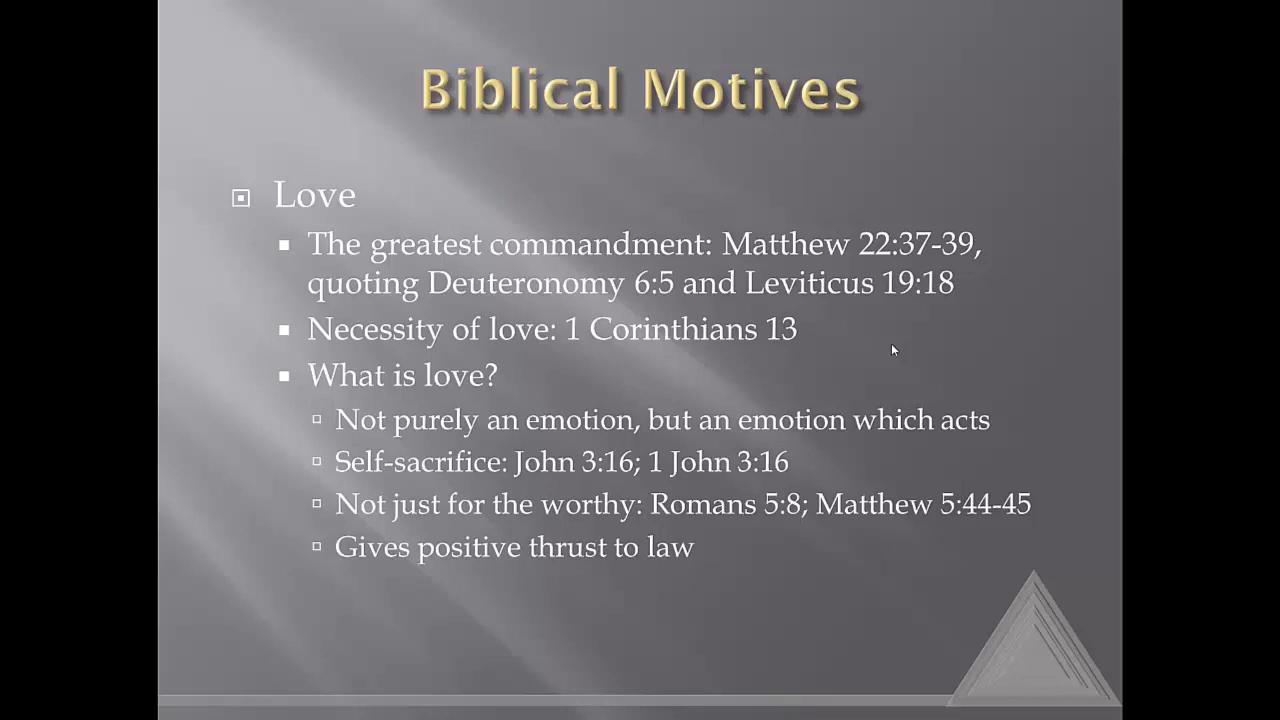 Biblical Motives
Love
The greatest commandment: Matthew 22:37-39,
quoting Deuteronomy 6:5 and Leviticus 19:18
Necessity of love: 1 Corinthians 13
What is love?
Not purely an emotion, but an emotion which acts
Self-sacrifice: John 3:16; 1 John 3:16
Not just for the worthy: Romans 5:8; Matthew 5:44-45
Gives positive thrust to law